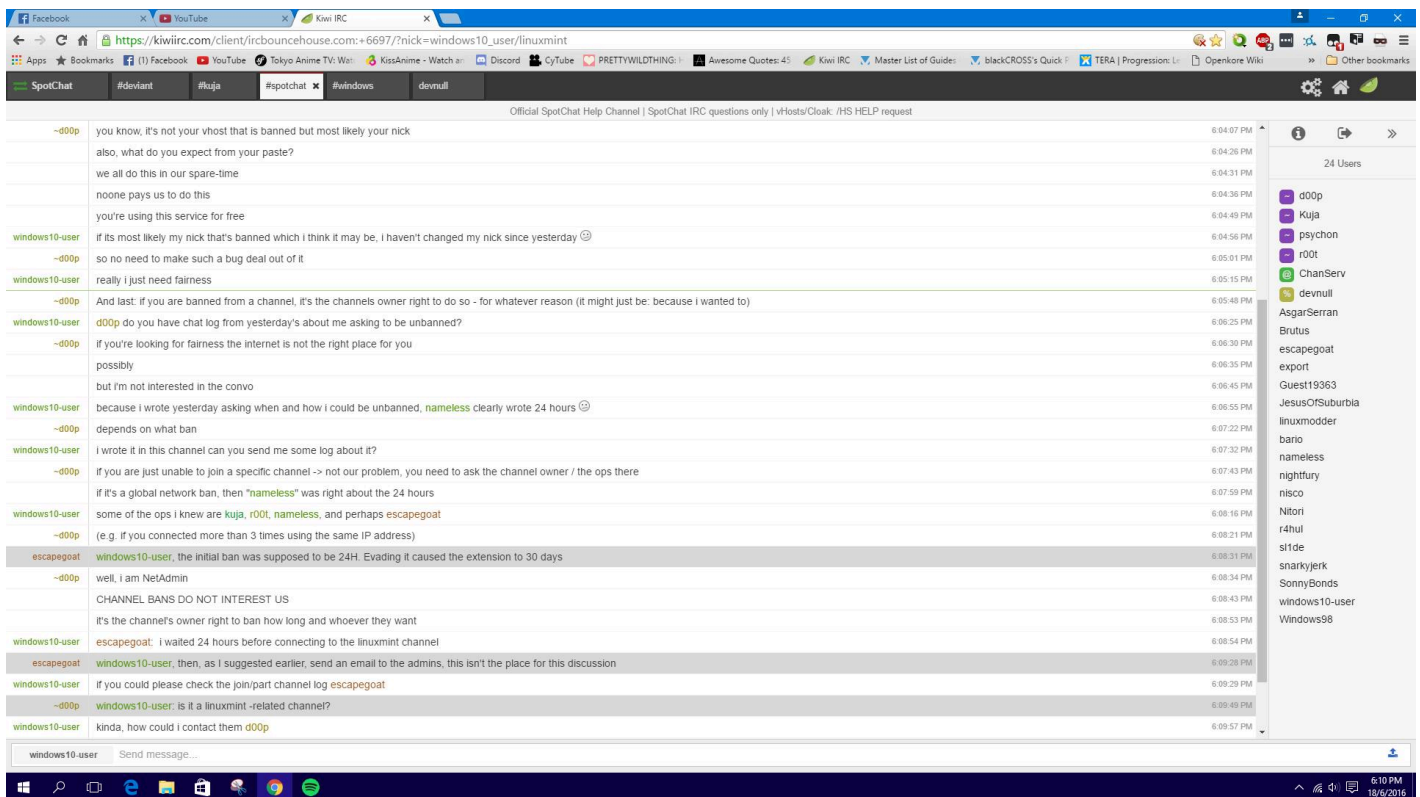 Facebook
YouTube
Kiwi IRC
https://kiwiirc.com/client/ircbouncehouse.com:+6697/?nick=windows10_user/linuxmint
Apps
Bookmarks
(1) Facebook
YouTube
Tokyo Anime TV: Wat
KissAnime - Watch an
Discord
CyTube
PRETTYWILDTHING:
Awesome Quotes: 45
Kiwi IRC
Master List of Guides
blackCROSS's Quick
TERA | Progression:
Openkore Wiki
»
Other bookmarks
SpotChat
#deviant
#kuja
#spotchat
#windows
devnull
Official SpotChat Help Channel | SpotChat IRC questions only | vHosts/Cloak: /HS HELP request
~d00p you know, it's not your vhost that is banned but most likely your nick 6:04:07 PM
also, what do you expect from your paste? 6:04:26 PM
we all do this in our spare-time 6:04:31 PM
noone pays us to do this 6:04:36 PM
you're using this service for free 6:04:49 PM
windows10-user if its most likely my nick that's banned which i think it may be, i haven't changed my nick since yesterday 6:04:56 PM
~d00p so no need to make such a bug deal out of it 6:05:01 PM
windows10-user really i just need fairness 6:05:15 PM
~d00p And last: if you are banned from a channel, it's the channels owner right to do so - for whatever reason (it might just be: because i wanted to) 6:05:48 PM
windows10-user d00p do you have chat log from yesterday's about me asking to be unbanned? 6:06:25 PM
~d00p if you're looking for fairness the internet is not the right place for you 6:06:30 PM
possibly 6:06:35 PM
but i'm not interested in the convo 6:06:45 PM
windows10-user because i wrote yesterday asking when and how i could be unbanned, nameless clearly wrote 24 hours 6:06:55 PM
~d00p depends on what ban 6:07:22 PM
windows10-user i wrote it in this channel can you send me some log about it? 6:07:32 PM
~d00p if you are just unable to join a specific channel -> not our problem, you need to ask the channel owner / the ops there 6:07:43 PM
if it's a global network ban, then "nameless" was right about the 24 hours 6:07:59 PM
windows10-user some of the ops i knew are kuja, r00t, nameless, and perhaps escapegoat 6:08:16 PM
~d00p (e.g. if you connected more than 3 times using the same IP address) 6:08:21 PM
escapegoat windows10-user, the initial ban was supposed to be 24H. Evading it caused the extension to 30 days 6:08:31 PM
~d00p well, i am NetAdmin 6:08:34 PM
CHANNEL BANS DO NOT INTEREST US 6:08:43 PM
it's the channel's owner right to ban how long and whoever they want 6:08:53 PM
windows10-user escapegoat: i waited 24 hours before connecting to the linuxmint channel 6:08:54 PM
escapegoat windows10-user, then, as I suggested earlier, send an email to the admins, this isn't the place for this discussion 6:09:28 PM
windows10-user if you could please check the join/part channel log escapegoat 6:09:29 PM
~d00p windows10-user: is it a linuxmint -related channel? 6:09:49 PM
windows10-user kinda, how could i contact them d00p 6:09:57 PM
24 Users
d00p
Kuja
psychon
r00t
@ ChanServ
% devnull
AsgarSerran
Brutus
escapegoat
export
Guest19363
JesusOfSuburbia
linuxmodder
bario
nameless
nightfury
nisco
Nitori
r4hul
sl1de
snarkyjerk
SonnyBonds
windows10-user
Windows98
windows10-user
Send message...
6:10 PM
18/6/2016